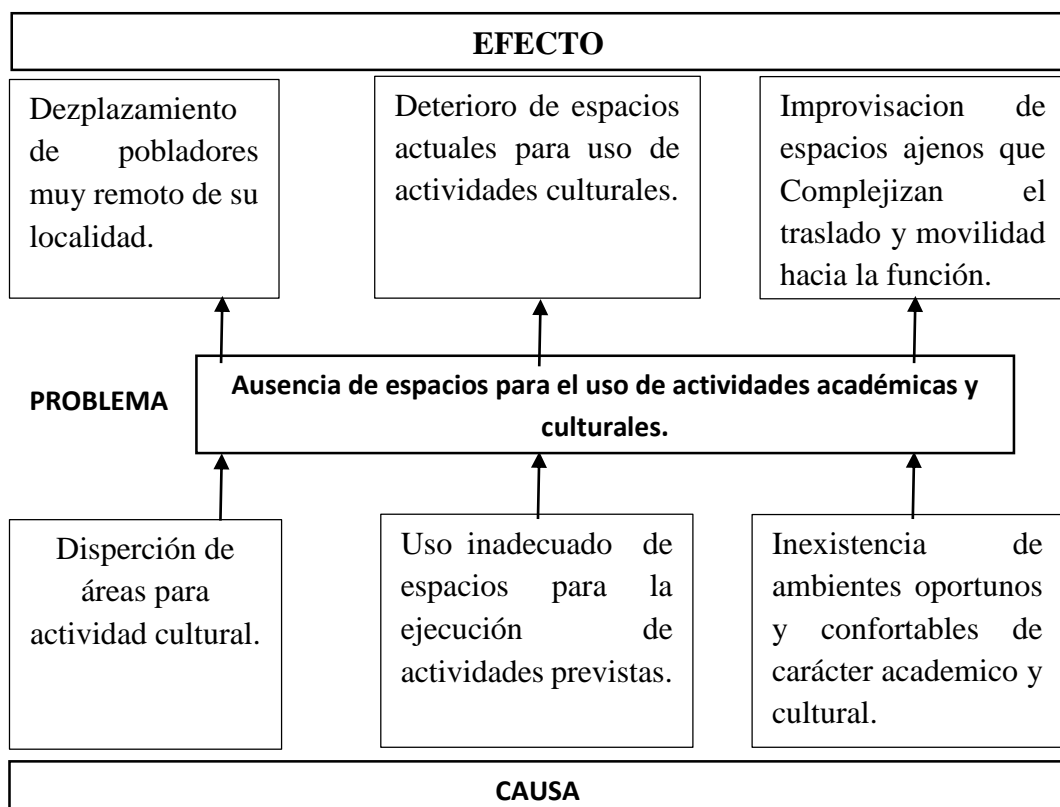 EFECTO
Dezplazamiento
de pobladores
muy remoto de su
localidad.
Deterioro de espacios
actuales para uso de
actividades culturales.
Improvisacion de
espacios ajenos que
Complejizan el
traslado y movilidad
hacia la función.
PROBLEMA
Ausencia de espacios para el uso de actividades académicas y
culturales.
Disperción de
áreas para
actividad cultural.
Uso inadecuado de
espacios para la
ejecución de
actividades previstas.
Inexistencia de
ambientes oportunos
y confortables de
carácter academico y
cultural.
CAUSA